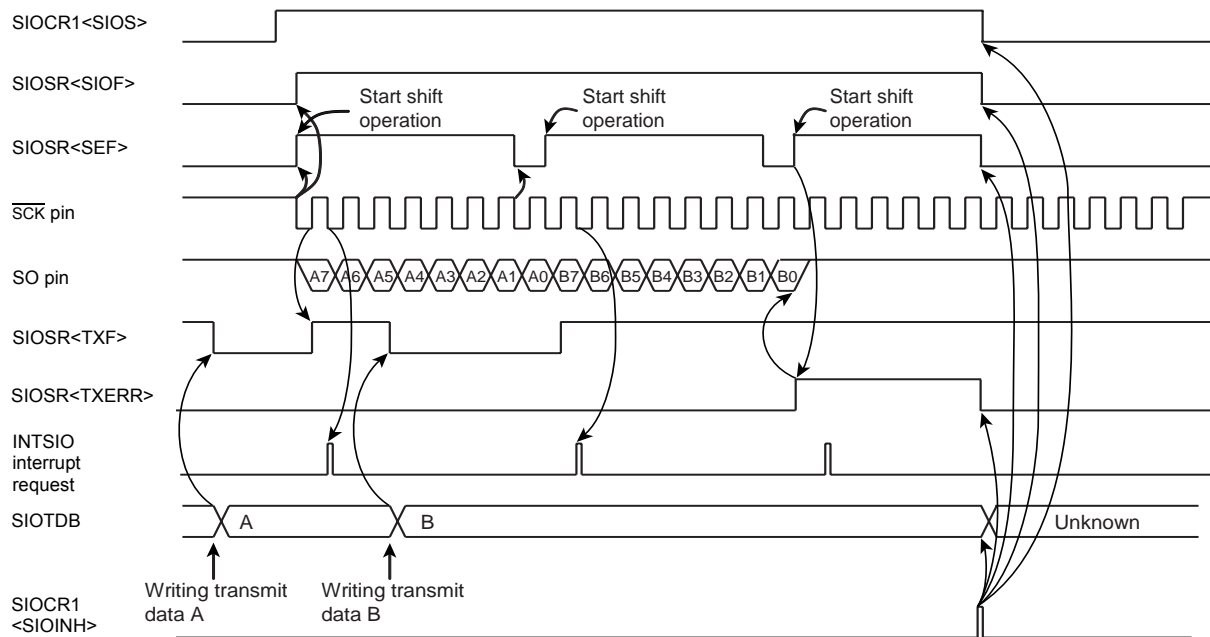 SIOCR1<SIOS>
SIOSR<SIOF>
Start shift
operation
Start shift
operation
Start shift
operation
SIOSR<SEF>
SCK pin
SO pin
A7 A6 A5 A4 A3 A2 A1 A0 B7 B6 B5 B4 B3 B2 B1 B0
SIOSR<TXF>
SIOSR<TXERR>
INTSIO
interrupt
request
SIOTDB
A
B
Unknown
Writing transmit
data A
Writing transmit
data B
SIOCR1
<SIOINH>